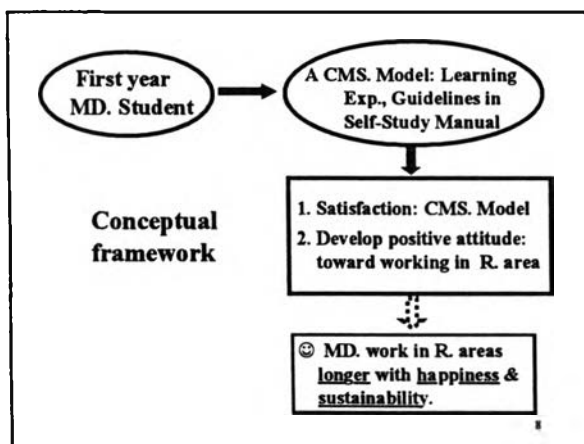 First year
MD. Student
A CMS. Model: Learning
Exp., Guidelines in
Self-Study Manual
Conceptual
framework
1. Satisfaction: CMS. Model
2. Develop positive attitude:
toward working in R. area
☺ MD. work in R. areas
longer with happiness &
sustainability.
8